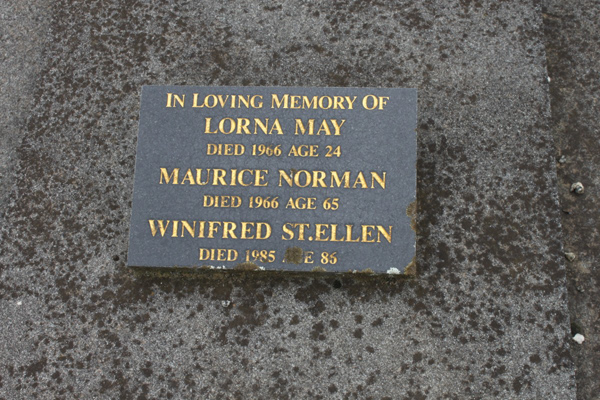 IN LOVING MEMORY OF
LORNA MAY
DIED 1966 AGE 24
MAURICE NORMAN
DIED 1966 AGE 65
WINIFRED ST.ELLEN
DIED 1985 AGE 86